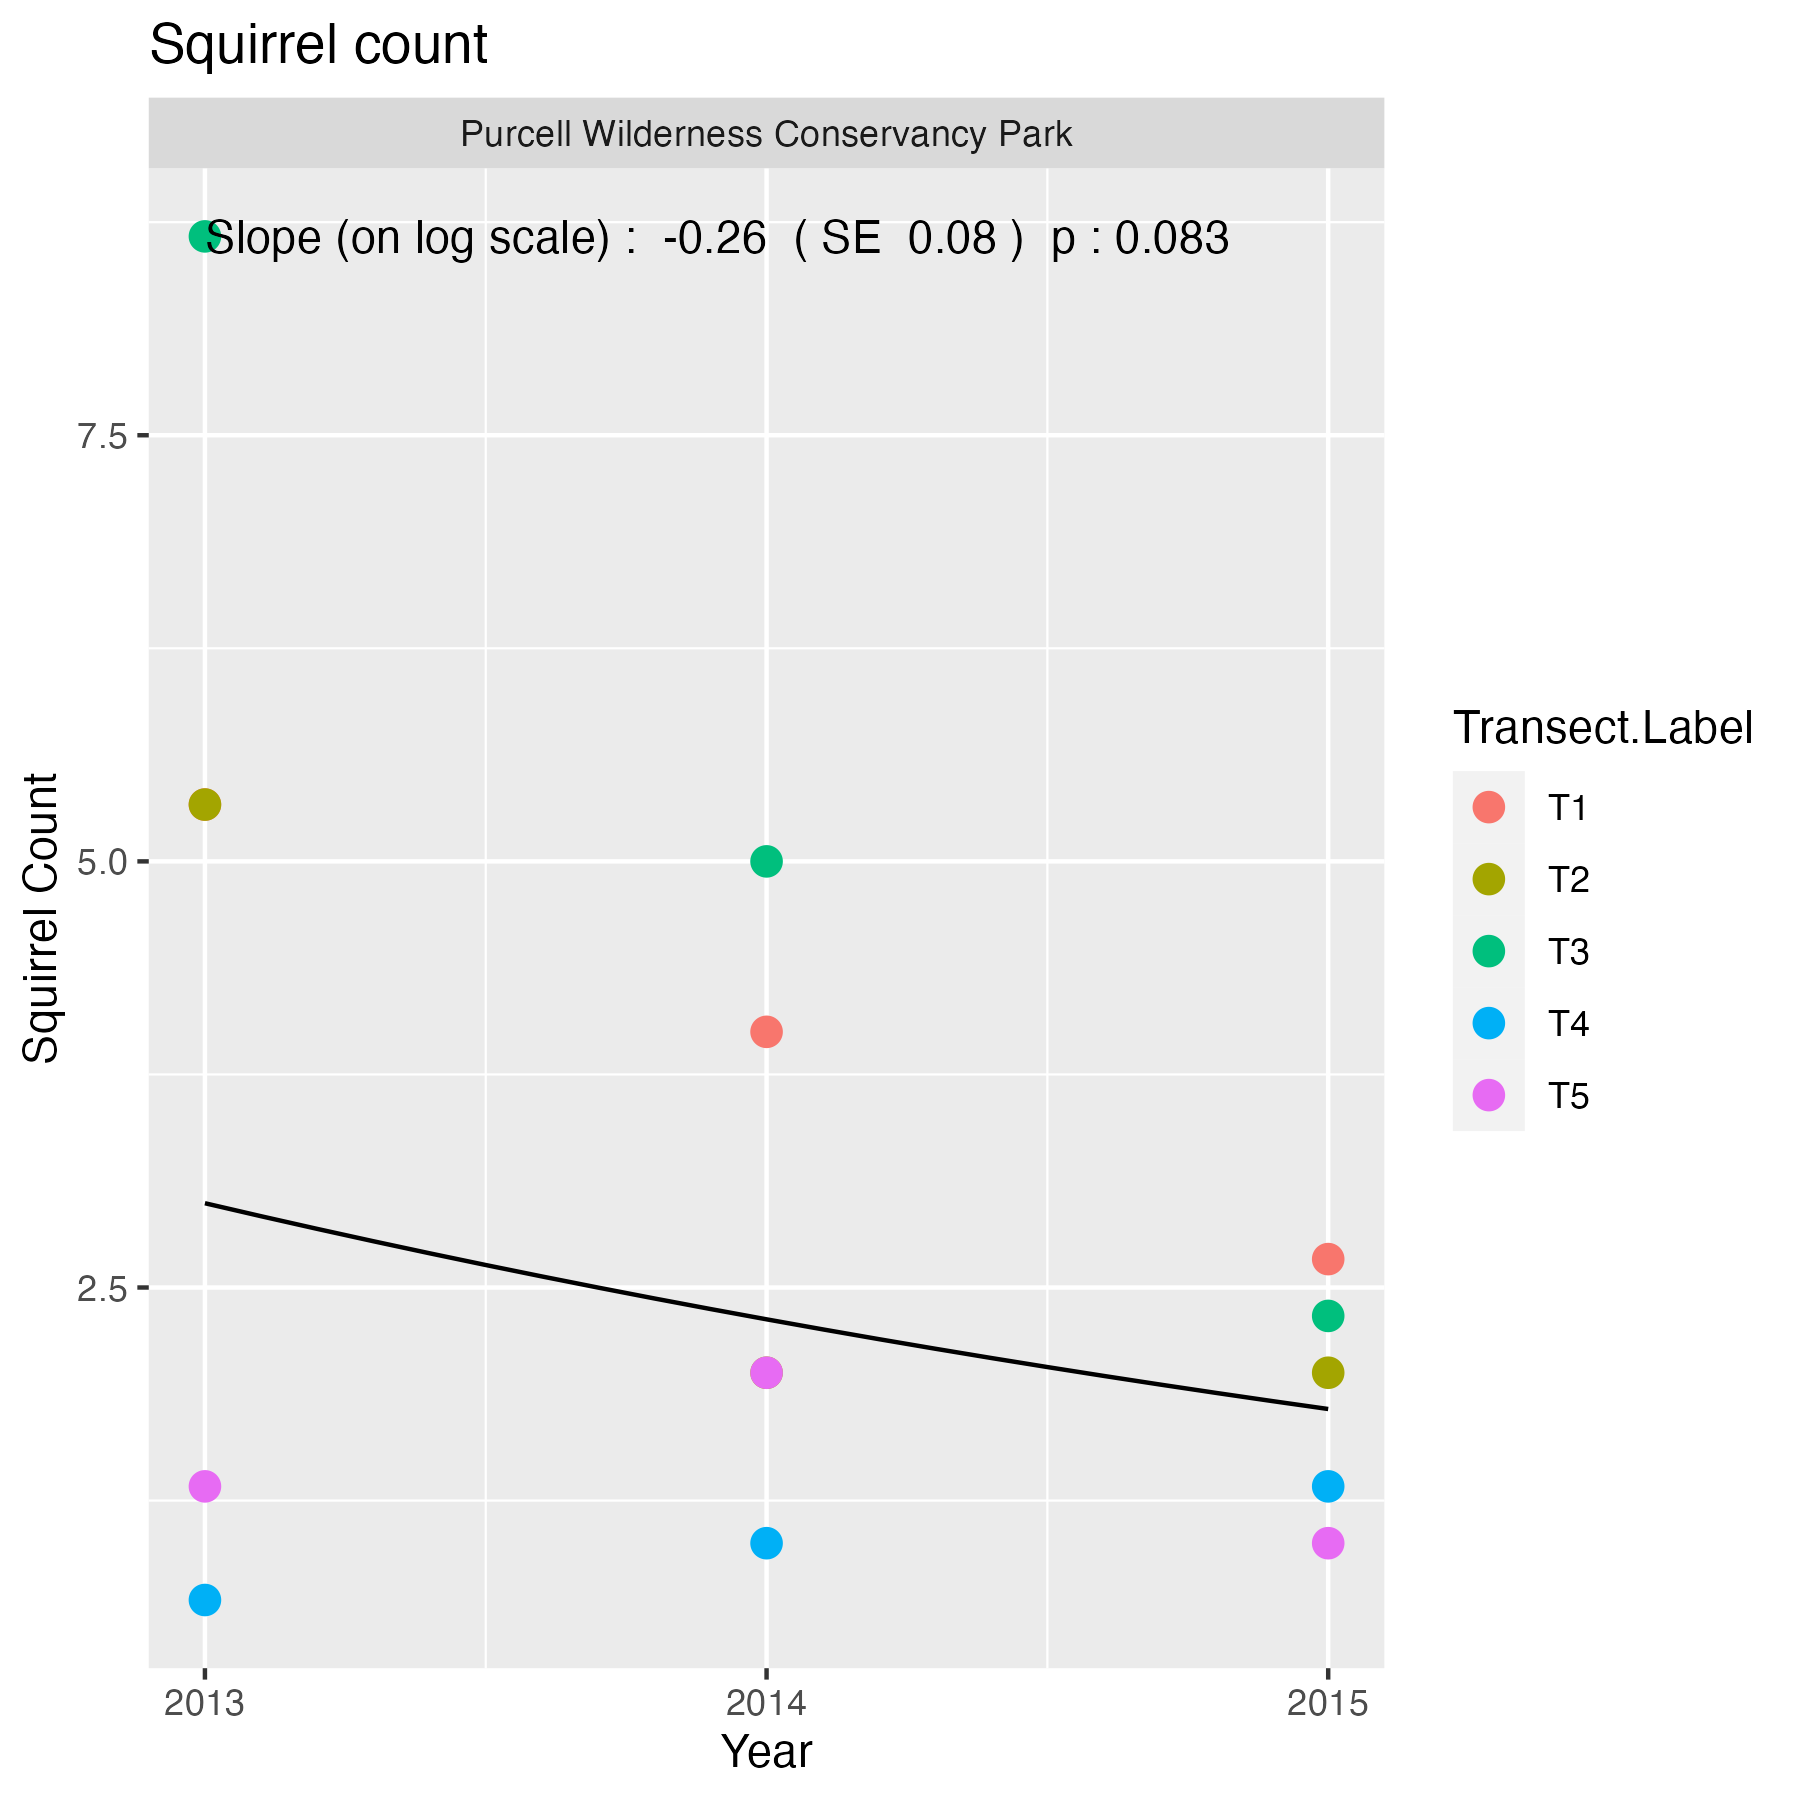 Squirrel count
Purcell Wilderness Conservancy Park
Slope (on log scale) : -0.26 ( SE 0.08 ) p : 0.083
7.5
5.0
2.5
Squirrel Count
2013 2014 2015
Year
Transect.Label
T1
T2
T3
T4
T5